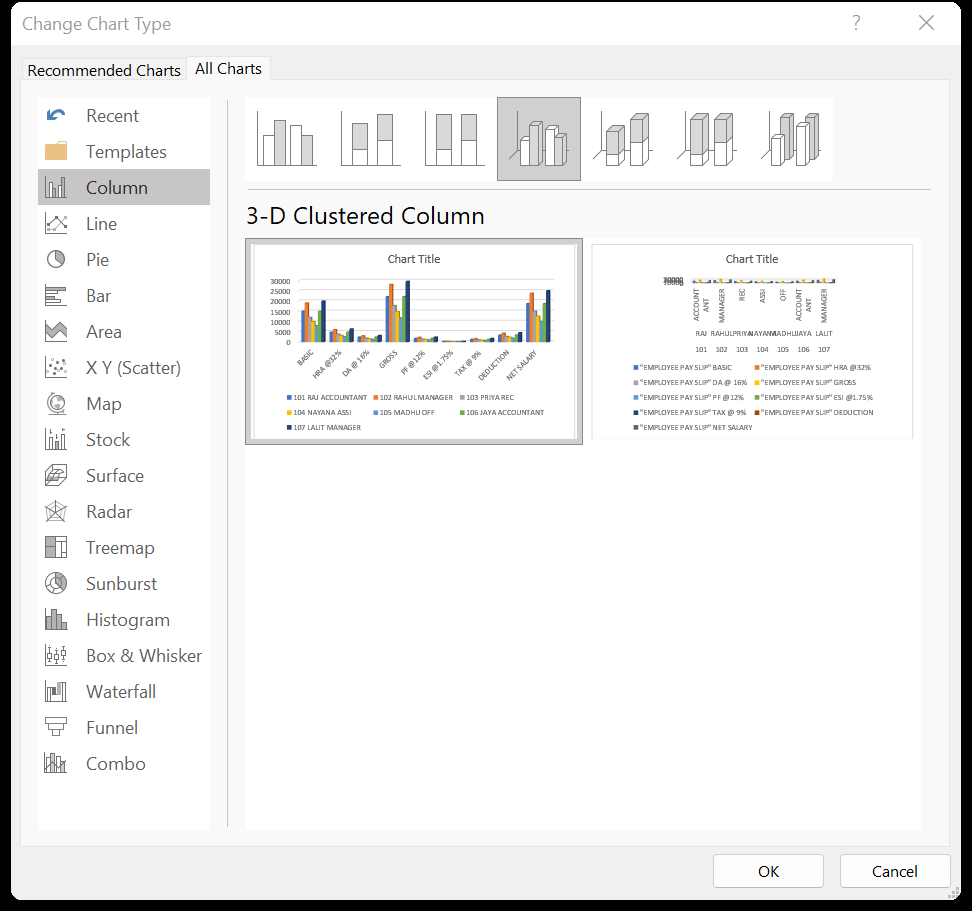 Change Chart Type ?
Recommended Charts All Charts
Recent
Templates
Column
Line
Pie
Bar
Area
X Y (Scatter)
Map
Stock
Surface
Radar
Treemap
Sunburst
Histogram
Box & Whisker
Waterfall
Funnel
Combo
3-D Clustered Column
Chart Title
30000
25000
20000
15000
10000
5000
0
BASIC HRA @32% DA @ 16% GROSS PF @12% ESI @1.75% TAX @ 9% DEDUCTION NET SALARY
101 RAJ ACCOUNTANT 102 RAHUL MANAGER 103 PRIYA REC
104 NAYANA ASSI 105 MADHU OFF 106 JAYA ACCOUNTANT
107 LALIT MANAGER
Chart Title
ACCOUNTANT MANAGER REC ASSI OFF ACCOUNTANT MANAGER
RAJ RAHUL PRIYA NAYANA MADHU JAYA LALIT
101 102 103 104 105 106 107
"EMPLOYEE PAY SLIP" BASIC "EMPLOYEE PAY SLIP" HRA @32%
"EMPLOYEE PAY SLIP" DA @ 16% "EMPLOYEE PAY SLIP" GROSS
"EMPLOYEE PAY SLIP" PF @12% "EMPLOYEE PAY SLIP" ESI @1.75%
"EMPLOYEE PAY SLIP" TAX @ 9% "EMPLOYEE PAY SLIP" DEDUCTION
"EMPLOYEE PAY SLIP" NET SALARY
OK Cancel